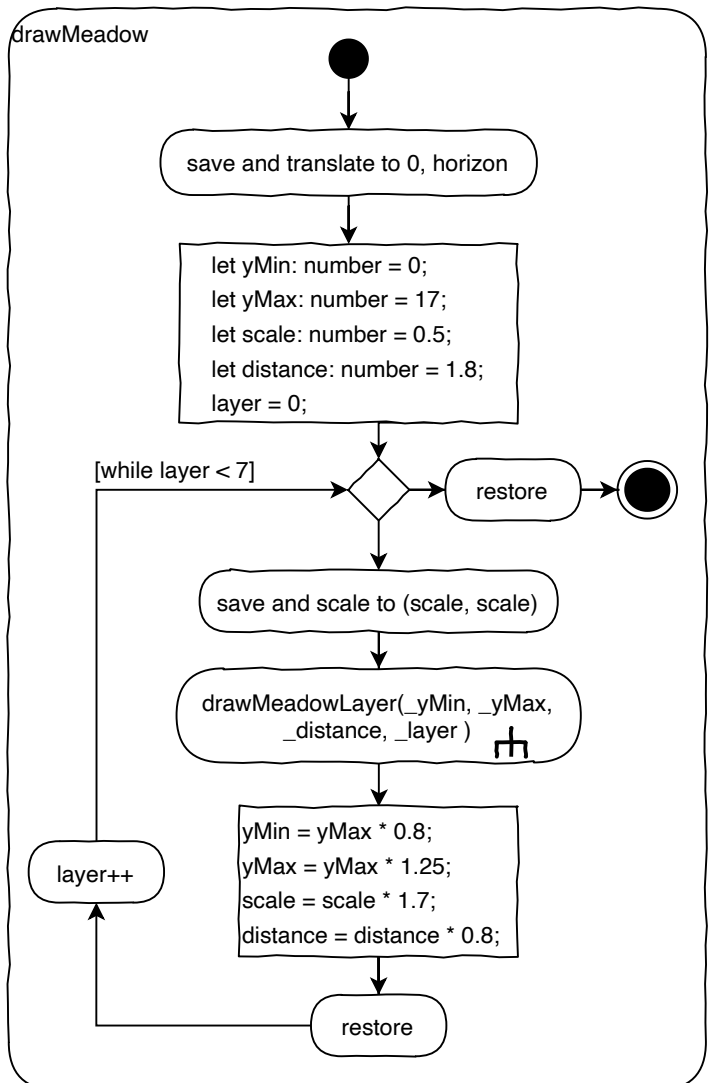 drawMeadow
save and translate to 0, horizon
let yMin: number = 0;
let yMax: number = 17;
let scale: number = 0.5;
let distance: number = 1.8;
layer = 0;
[while layer < 7]
restore
save and scale to (scale, scale)
drawMeadowLayer(_yMin, _yMax,
_distance, _layer )
yMin = yMax * 0.8;
yMax = yMax * 1.25;
scale = scale * 1.7;
distance = distance * 0.8;
layer++
restore